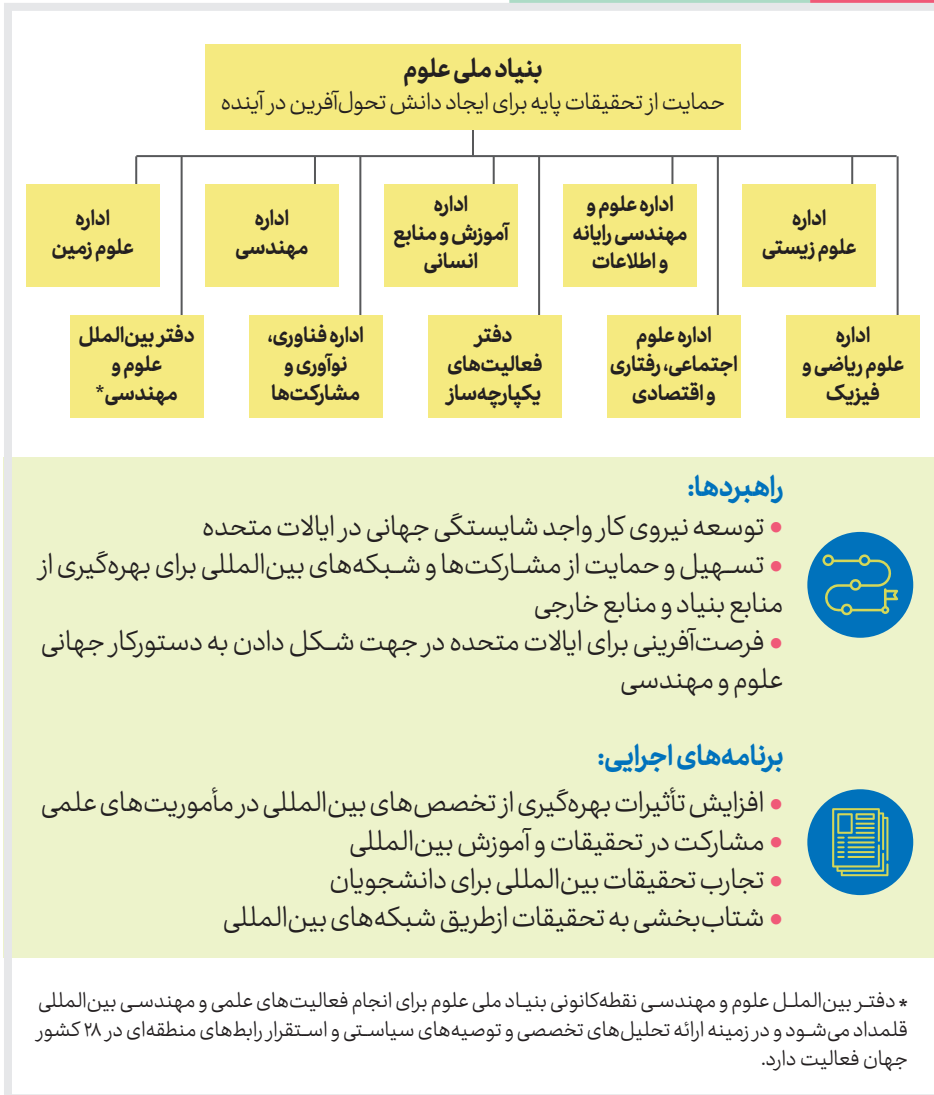 بنیاد ملی علوم
حمایت از تحقیقات پایه برای ایجاد دانش تحول‌آفرین در آینده
اداره
علوم زیستی
اداره علوم و
مهندسی رایانه
و اطلاعات
اداره
آموزش و منابع
انسانی
اداره
مهندسی
اداره
علوم زمین
اداره
علوم ریاضی و
فیزیک
اداره علوم
اجتماعی، رفتاری
و اقتصادی
دفتر
فعالیت‌های
یکپارچه‌ساز
اداره فناوری،
نوآوری و
مشارکت‌ها
دفتر بین‌الملل
علوم و
مهندسی*
راهبردها:
• توسعه نیروی کار واجد شایستگی جهانی در ایالات متحده
• تسهیل و حمایت از مشارکت‌ها و شبکه‌های بین‌المللی برای بهره‌گیری از
منابع بنیاد و منابع خارجی
• فرصت‌آفرینی برای ایالات متحده در جهت شکل دادن به دستورکار جهانی
علوم و مهندسی
برنامه‌های اجرایی:
• افزایش تأثیرات بهره‌گیری از تخصص‌های بین‌المللی در مأموریت‌های علمی
• مشارکت در تحقیقات و آموزش بین‌المللی
• تجارب تحقیقات بین‌المللی برای دانشجویان
• شتاب‌بخشی به تحقیقات ازطریق شبکه‌های بین‌المللی
* دفتر بین‌الملل علوم و مهندسی نقطه‌کانونی بنیاد ملی علوم برای انجام فعالیت‌های علمی و مهندسی بین‌المللی
قلمداد می‌شود و در زمینه ارائه تحلیل‌های تخصصی و توصیه‌های سیاستی و استقرار رابط‌های منطقه‌ای در ۲۸ کشور
جهان فعالیت دارد.